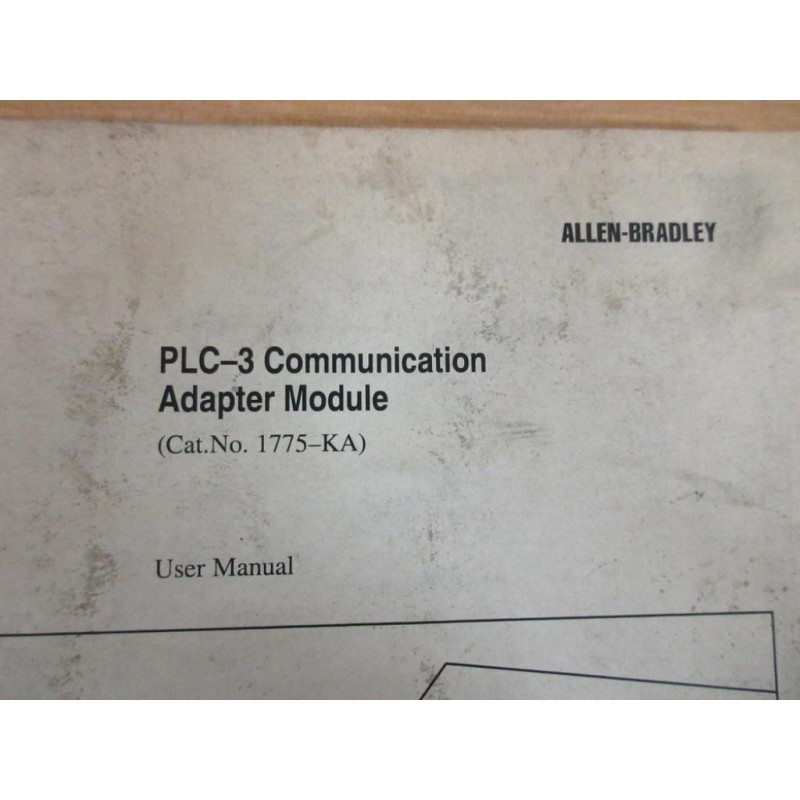 ALLEN-BRADLEY
PLC–3 Communication
Adapter Module
(Cat.No. 1775–KA)
User Manual